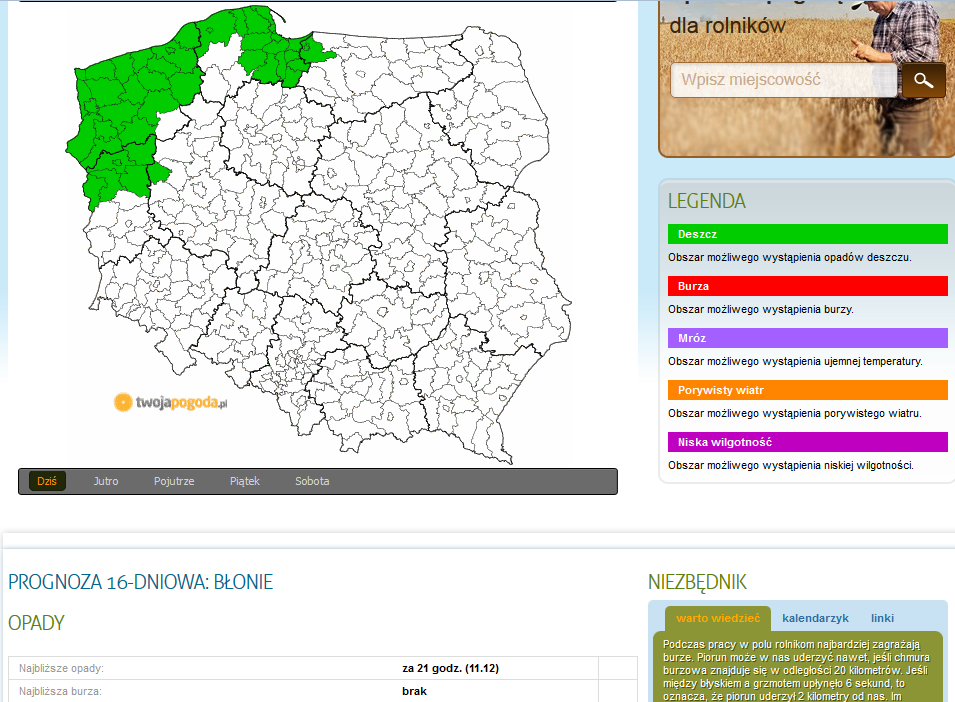 dla rolników
Wpisz miejscowość
LEGENDA
Deszcz
Obszar możliwego wystąpienia opadów deszczu.
Burza
Obszar możliwego wystąpienia burzy.
Mróz
Obszar możliwego wystąpienia ujemnej temperatury.
Porywisty wiatr
Obszar możliwego wystąpienia porywistego wiatru.
Niska wilgotność
Obszar możliwego wystąpienia niskiej wilgotności.
twojapogoda.pl
Dziś Jutro Pojutrze Piątek Sobota
PROGNOZA 16-DNIOWA: BŁONIE
OPADY
Najbliższe opady: za 21 godz. (11.12)
Najbliższa burza: brak
NIEZBĘDNIK
warto wiedzieć kalendarzyk linki
Podczas pracy w polu rolnikom najbardziej zagrażają
burze. Piorun może w nas uderzyć nawet, jeśli chmura
burzowa znajduje się w odległości 20 kilometrów. Jeśli
między błyskiem a grzmotem upłynęło 6 sekund, to
oznacza, że piorun uderzył 2 kilometry od nas. Im